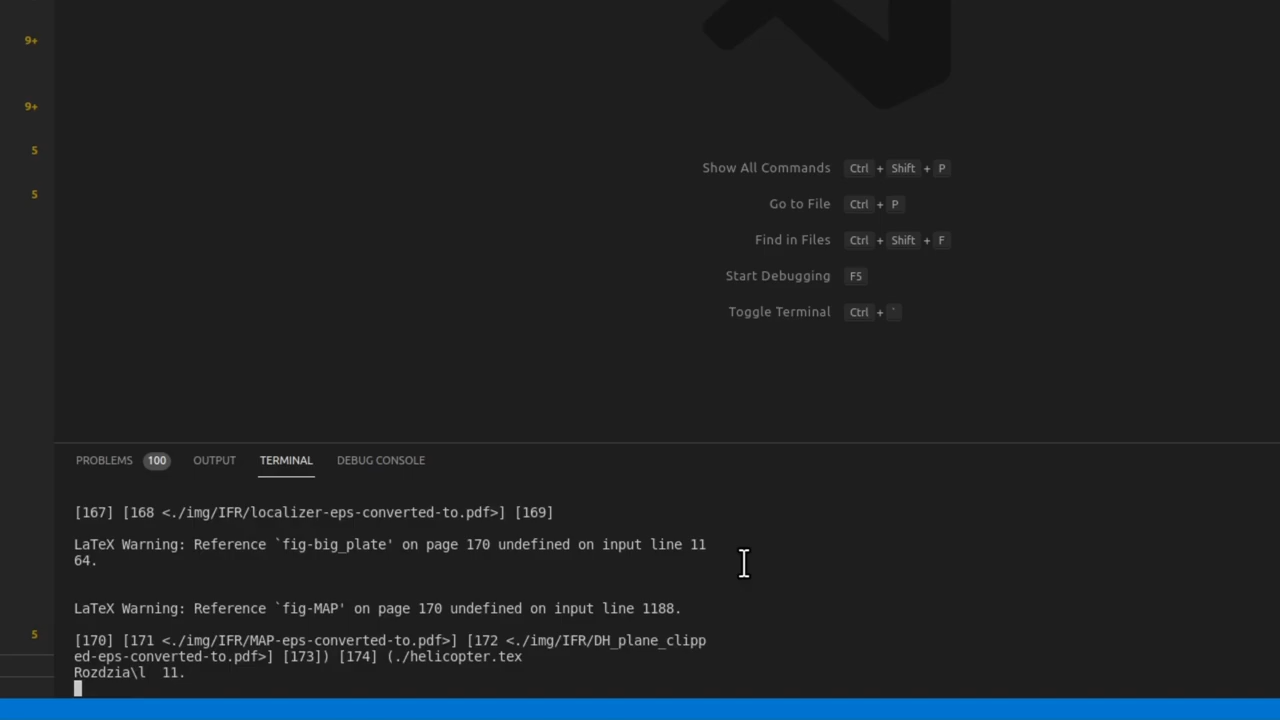 9+
9+
5
5
5
Show All Commands Ctrl + Shift + P
Go to File Ctrl + P
Find in Files Ctrl + Shift + F
Start Debugging F5
Toggle Terminal Ctrl + `
PROBLEMS 100 OUTPUT TERMINAL DEBUG CONSOLE
[167] [168 <./img/IFR/localizer-eps-converted-to.pdf>] [169]
LaTeX Warning: Reference `fig-big_plate' on page 170 undefined on input line 11
64.
LaTeX Warning: Reference `fig-MAP' on page 170 undefined on input line 1188.
[170] [171 <./img/IFR/MAP-eps-converted-to.pdf>] [172 <./img/IFR/DH_plane_clipp
ed-eps-converted-to.pdf>] [173]) [174] (./helicopter.tex
Rozdzia\l  11.